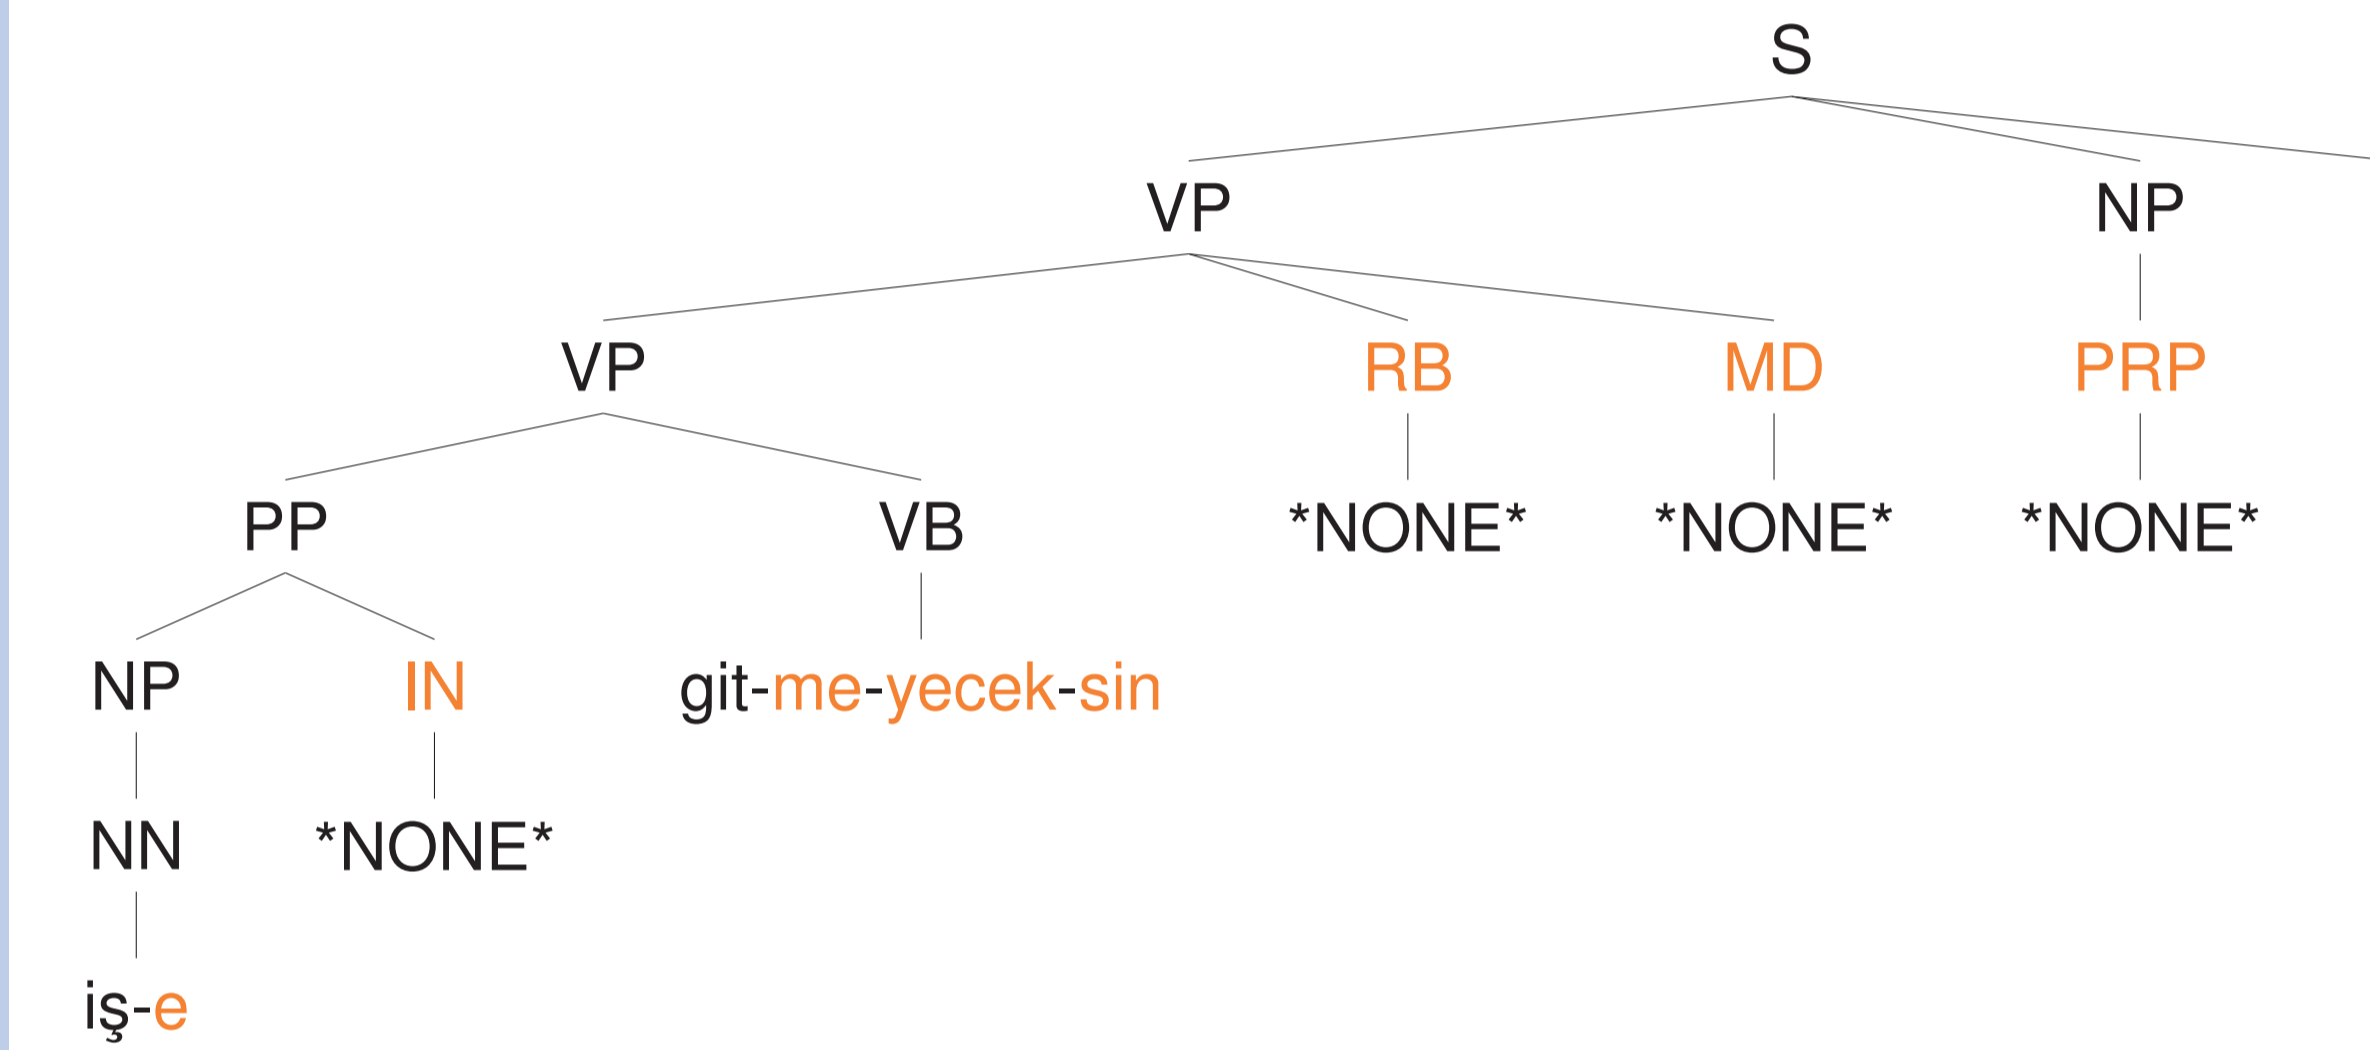 S
VP NP
VP RB MD PRP
PP VB *NONE* *NONE* *NONE*
NP IN git-me-yecek-sin
NN *NONE*
iş-e